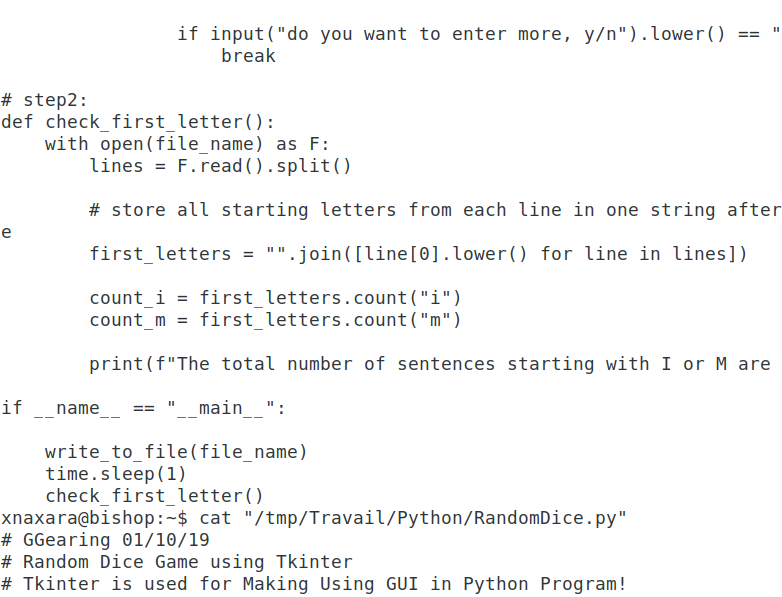 if input("do you want to enter more, y/n").lower() == "
                    break

# step2:
def check_first_letter():
    with open(file_name) as F:
        lines = F.read().split()

        # store all starting letters from each line in one string after
e
        first_letters = "".join([line[0].lower() for line in lines])

        count_i = first_letters.count("i")
        count_m = first_letters.count("m")

        print(f"The total number of sentences starting with I or M are

if __name__ == "__main__":

    write_to_file(file_name)
    time.sleep(1)
    check_first_letter()
xnaxara@bishop:~$ cat "/tmp/Travail/Python/RandomDice.py"
# GGearing 01/10/19
# Random Dice Game using Tkinter
# Tkinter is used for Making Using GUI in Python Program!